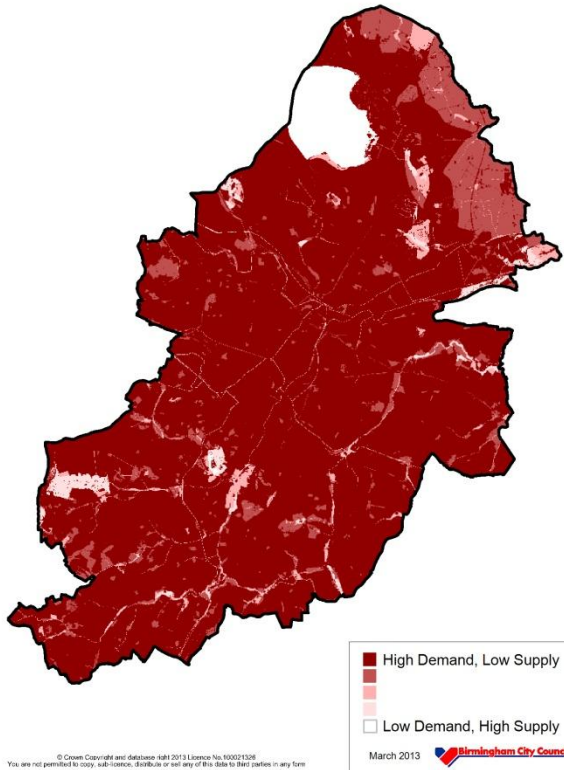 High Demand, Low Supply
Low Demand, High Supply
March 2013
Birmingham City Council
© Crown Copyright and database right 2013 Licence No.100021326
You are not permitted to copy, sub-licence, distribute or sell any of this data to third parties in any form